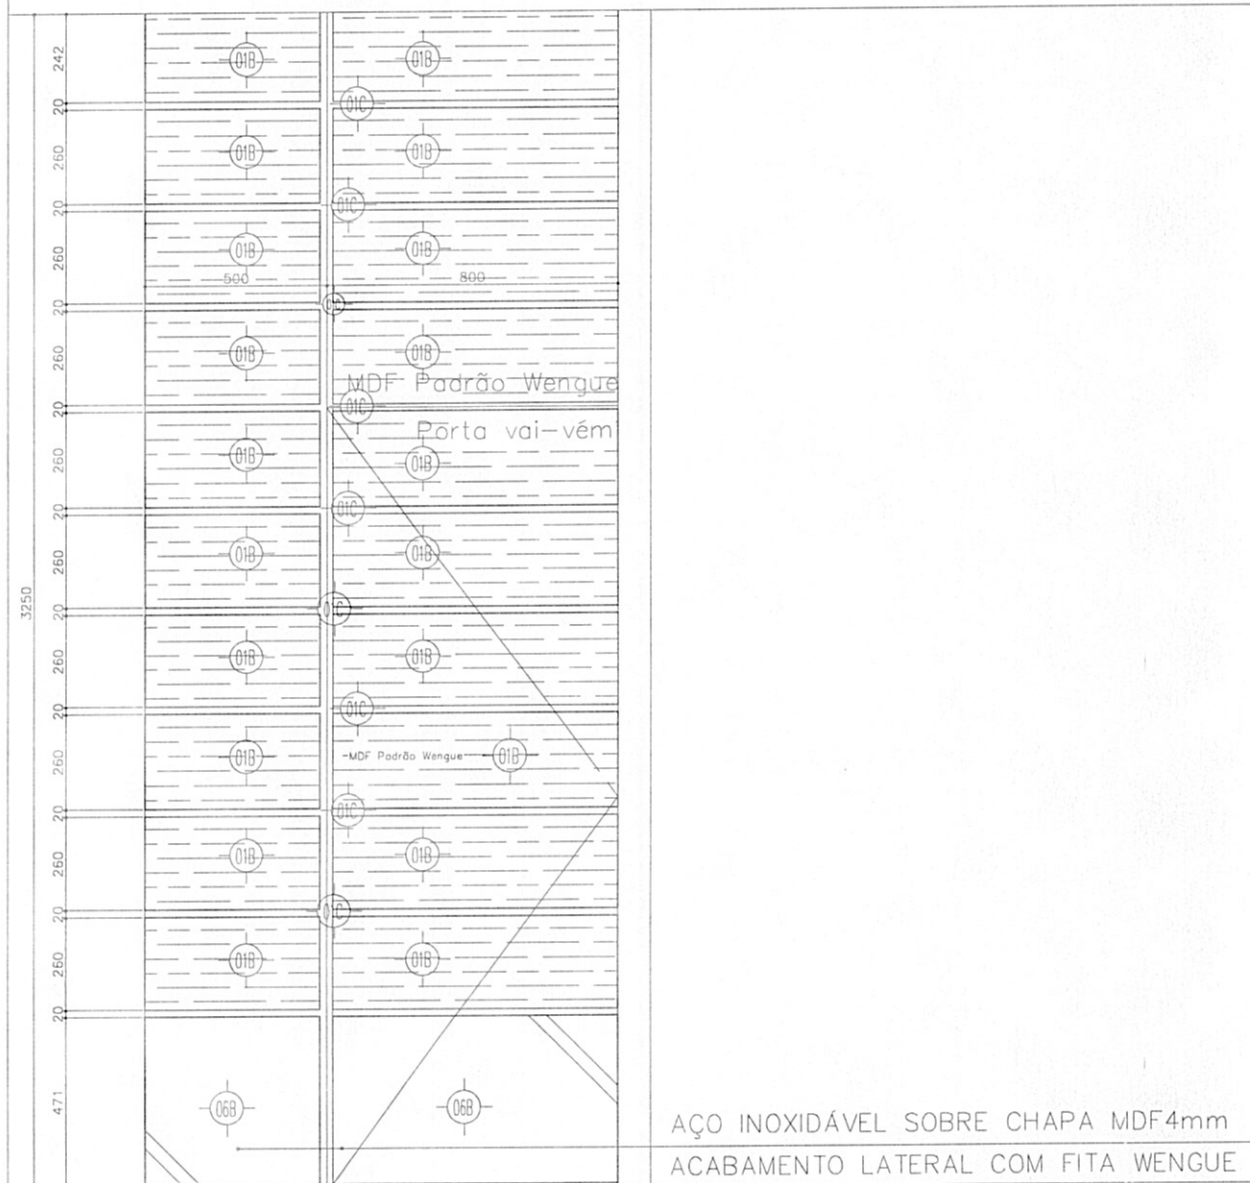 242
01B
01B
20
01C
260
01B
01B
20
01C
260
01B
01B
500
800
20
01C
260
01B
01B
MDF Padrão Wengue
20
01C
Porta vai-vém
260
01B
01B
20
01C
260
01B
01B
3250
20
01C
260
01B
01B
20
01C
260
01B
MDF Padrão Wengue
01B
20
01C
260
01B
01B
20
01C
260
01B
01B
20
471
06B
06B
AÇO INOXIDÁVEL SOBRE CHAPA MDF4mm
ACABAMENTO LATERAL COM FITA WENGUE